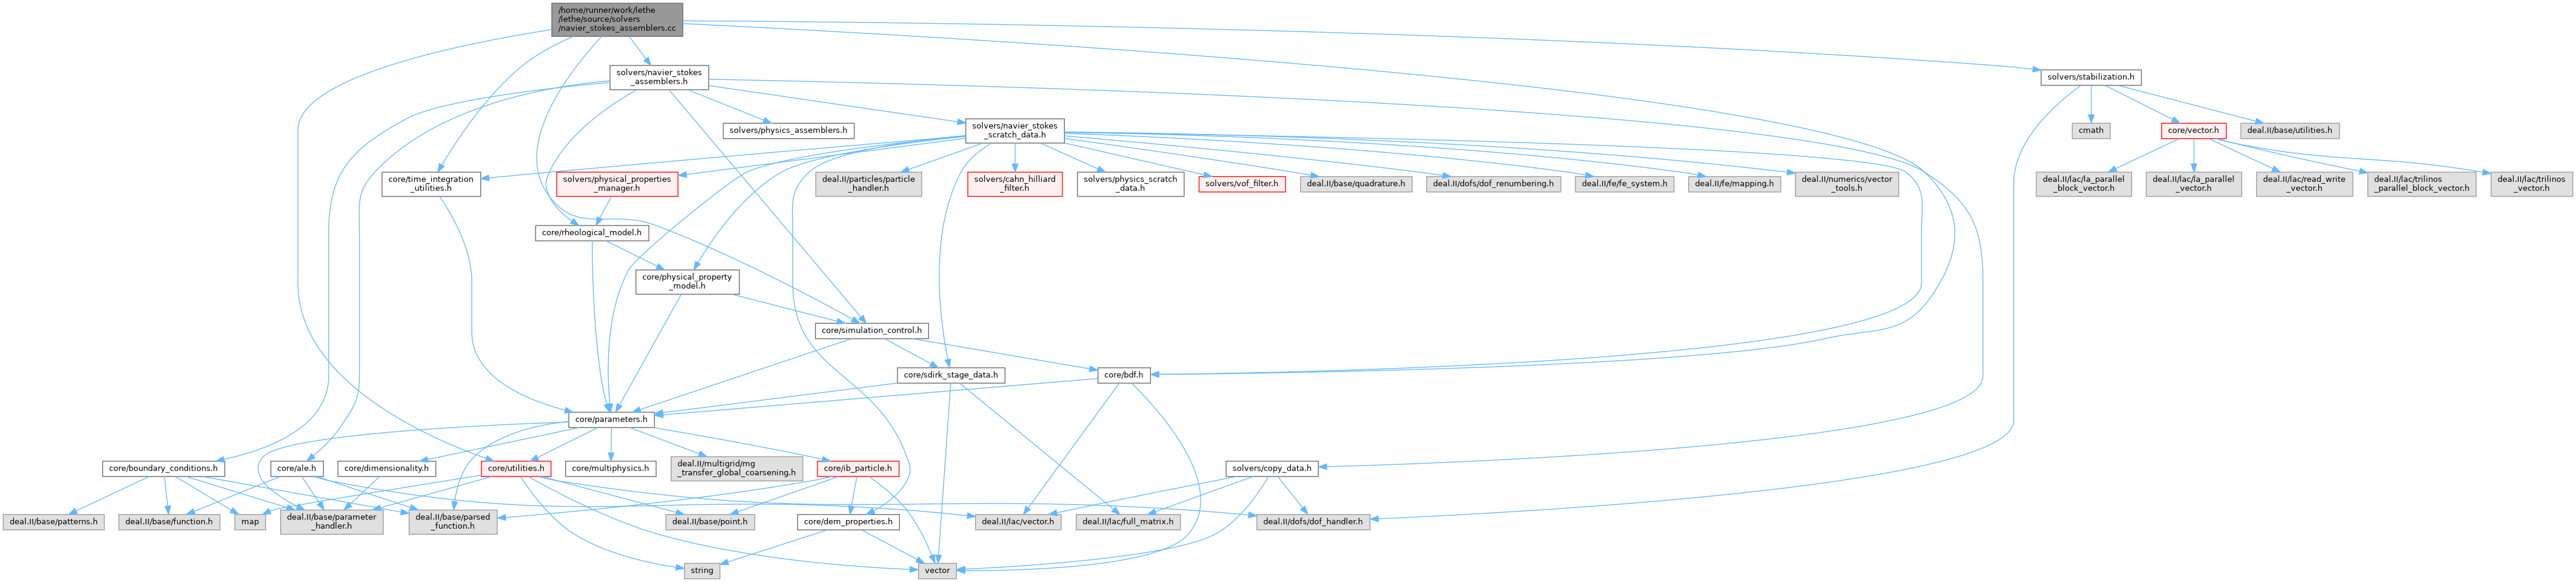 /home/runner/work/lethe
/lethe/source/solvers
/navier_stokes_assemblers.cc
solvers/navier_stokes
_assemblers.h
solvers/stabilization.h
solvers/physics_assemblers.h
solvers/navier_stokes
_scratch_data.h
cmath
core/vector.h
deal.II/base/utilities.h
core/time_integration
_utilities.h
solvers/physical_properties
_manager.h
deal.II/particles/particle
_handler.h
solvers/cahn_hilliard
_filter.h
solvers/physics_scratch
_data.h
solvers/vof_filter.h
deal.II/base/quadrature.h
deal.II/dofs/dof_renumbering.h
deal.II/fe/fe_system.h
deal.II/fe/mapping.h
deal.II/numerics/vector
_tools.h
deal.II/lac/la_parallel
_block_vector.h
deal.II/lac/la_parallel
_vector.h
deal.II/lac/read_write
_vector.h
deal.II/lac/trilinos
_parallel_block_vector.h
deal.II/lac/trilinos
_vector.h
core/rheological_model.h
core/physical_property
_model.h
core/simulation_control.h
core/sdirk_stage_data.h
core/bdf.h
core/parameters.h
core/boundary_conditions.h
core/ale.h
core/dimensionality.h
core/utilities.h
core/multiphysics.h
deal.II/multigrid/mg
_transfer_global_coarsening.h
core/ib_particle.h
solvers/copy_data.h
deal.II/base/patterns.h
deal.II/base/function.h
map
deal.II/base/parameter
_handler.h
deal.II/base/parsed
_function.h
deal.II/base/point.h
core/dem_properties.h
deal.II/lac/vector.h
deal.II/lac/full_matrix.h
deal.II/dofs/dof_handler.h
string
vector